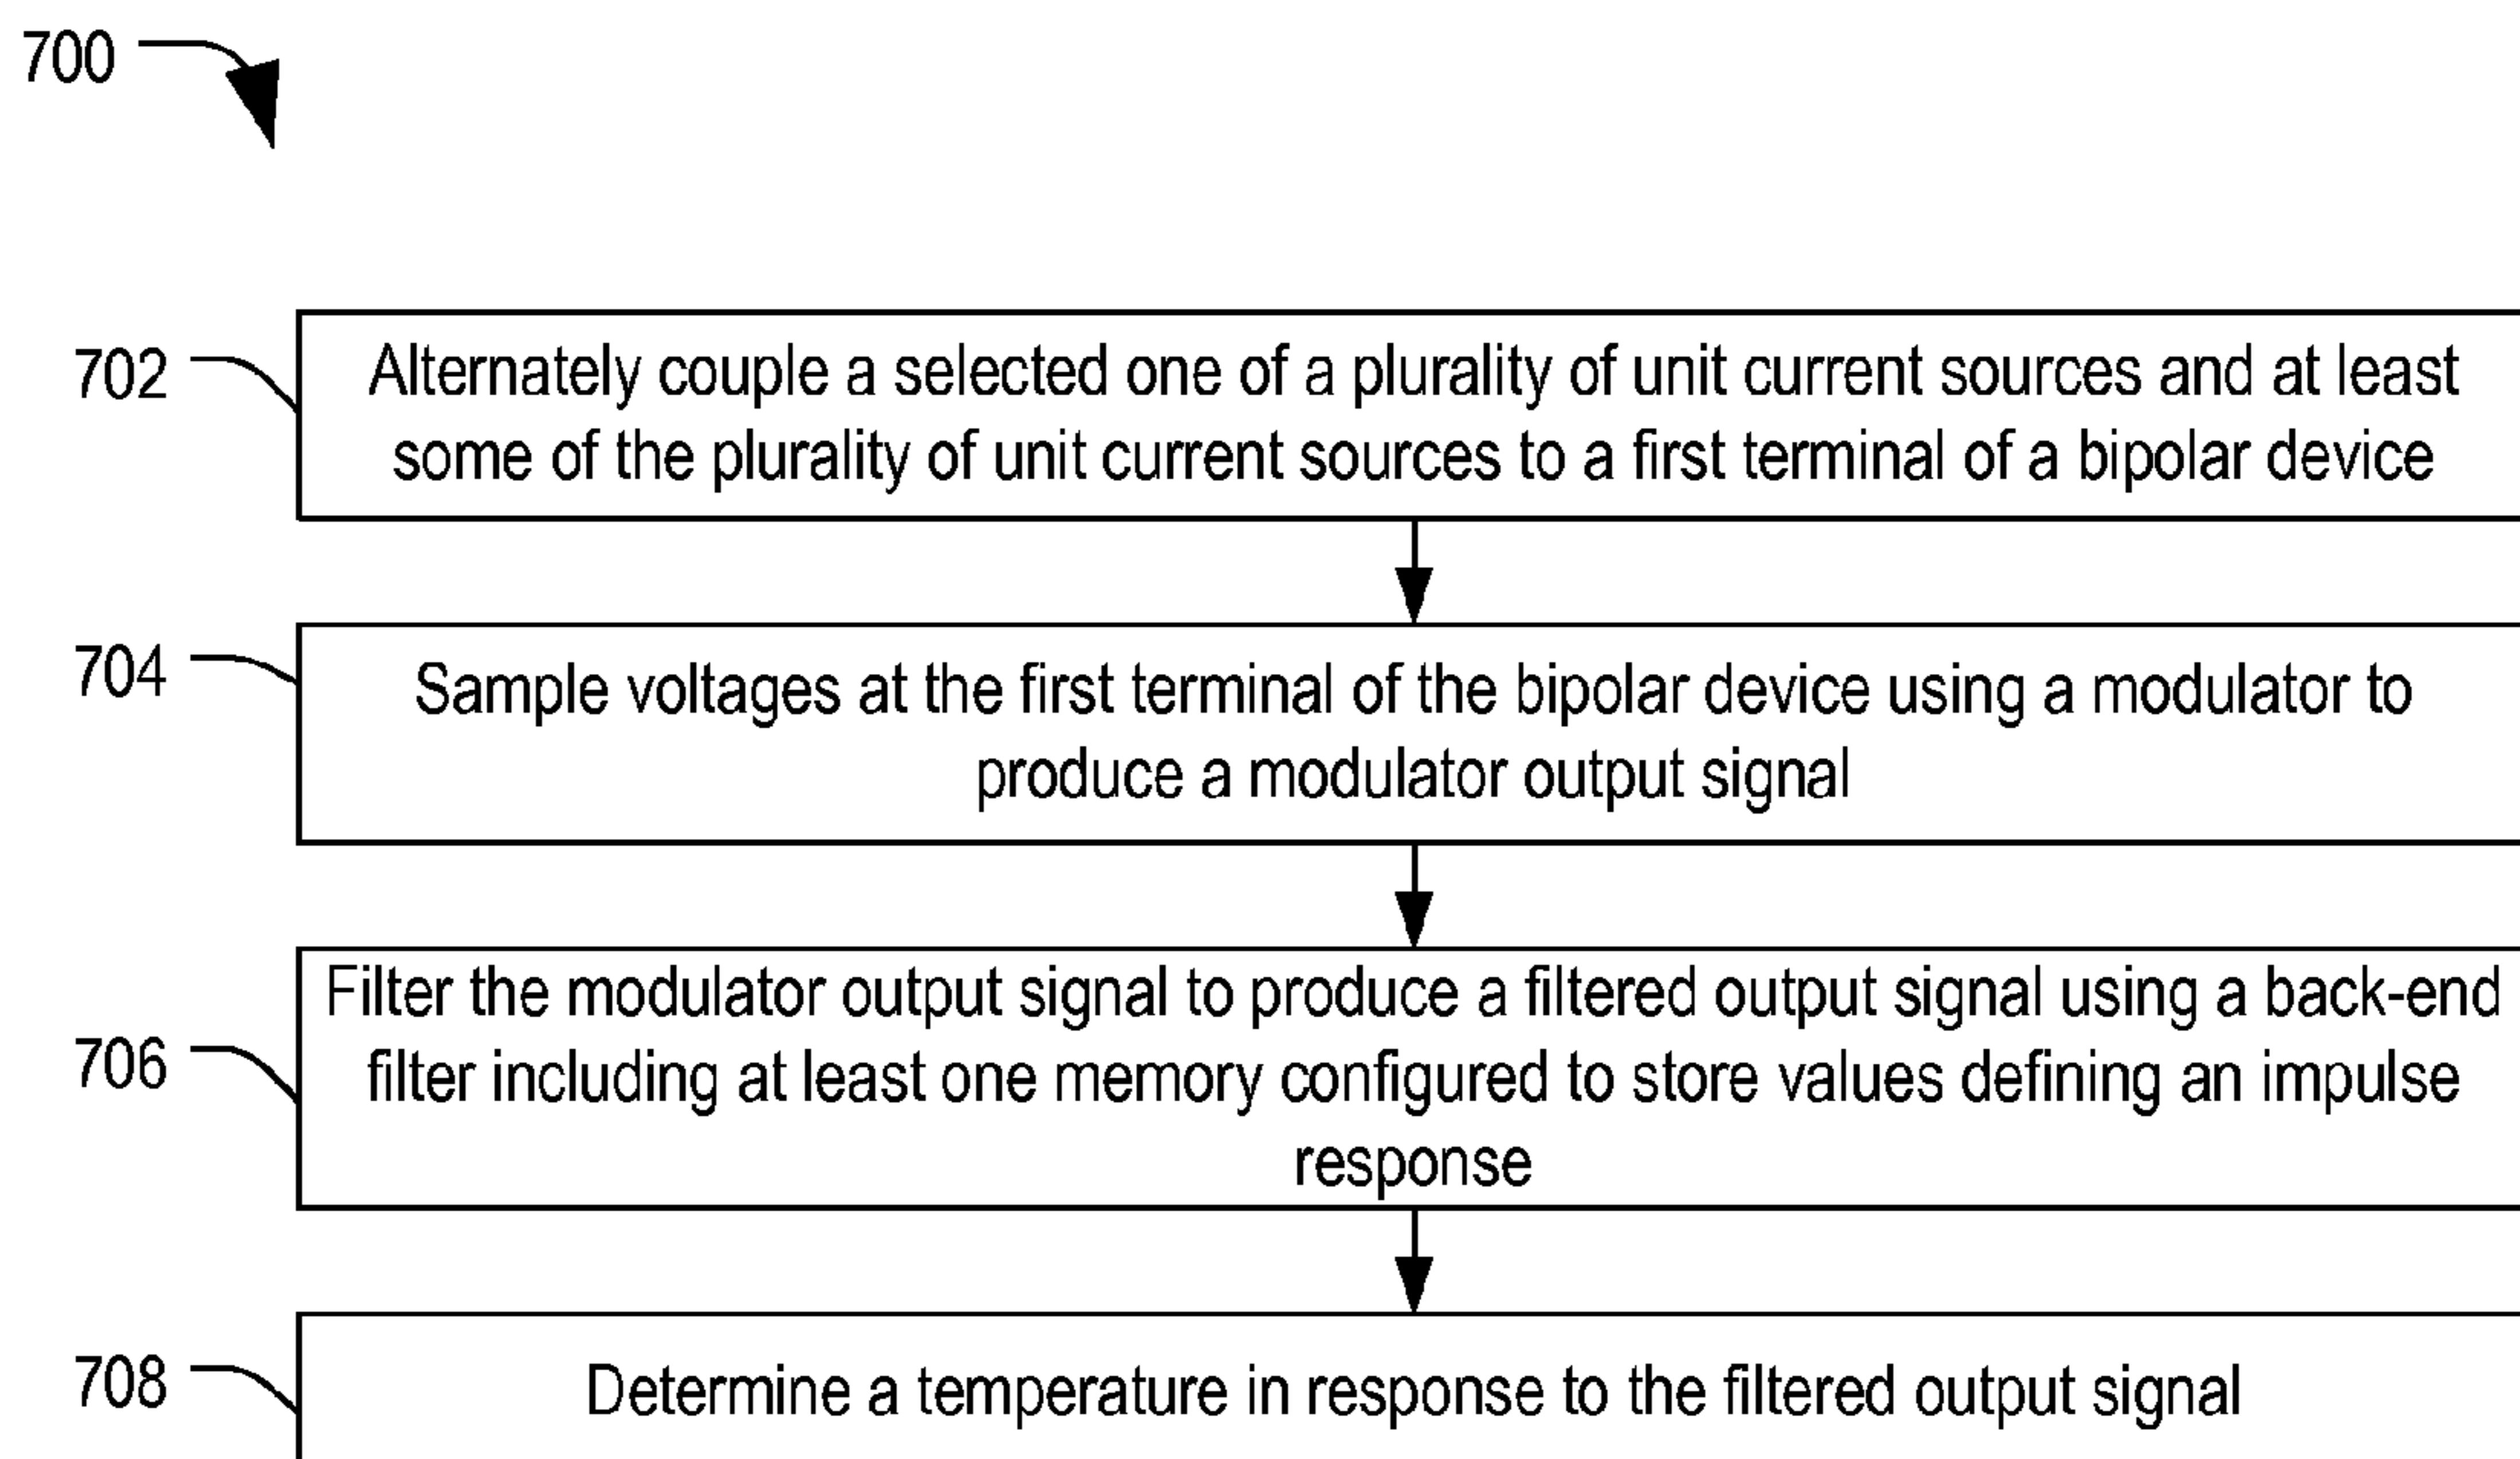 700
702
Alternately couple a selected one of a plurality of unit current sources and at least
some of the plurality of unit current sources to a first terminal of a bipolar device
704
Sample voltages at the first terminal of the bipolar device using a modulator to
produce a modulator output signal
706
Filter the modulator output signal to produce a filtered output signal using a back-end
filter including at least one memory configured to store values defining an impulse
response
708
Determine a temperature in response to the filtered output signal